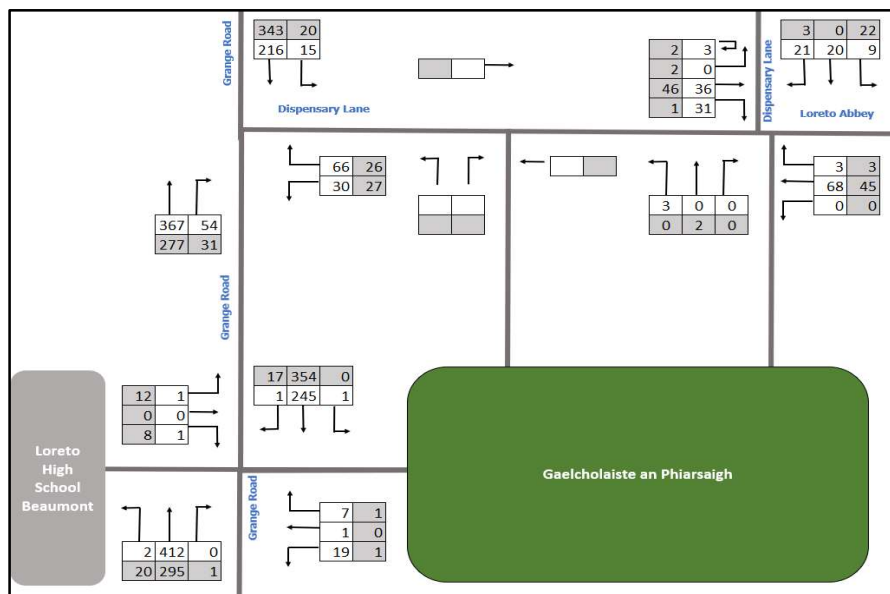 Grange Road
343 20
216 15
Dispensary Lane
2 3
2 0
46 36
1 31
Dispensary Lane
3 0 22
21 20 9
Loreto Abbey
66 26
30 27
3 0 0
0 2 0
3 3
68 45
0 0
367 54
277 31
Grange Road
17 354 0
1 245 1
12 1
0 0
8 1
Loreto
High
School
Beaumont
Gaelcholaiste an Phiarsaigh
Grange Road
7 1
1 0
19 1
2 412 0
20 295 1